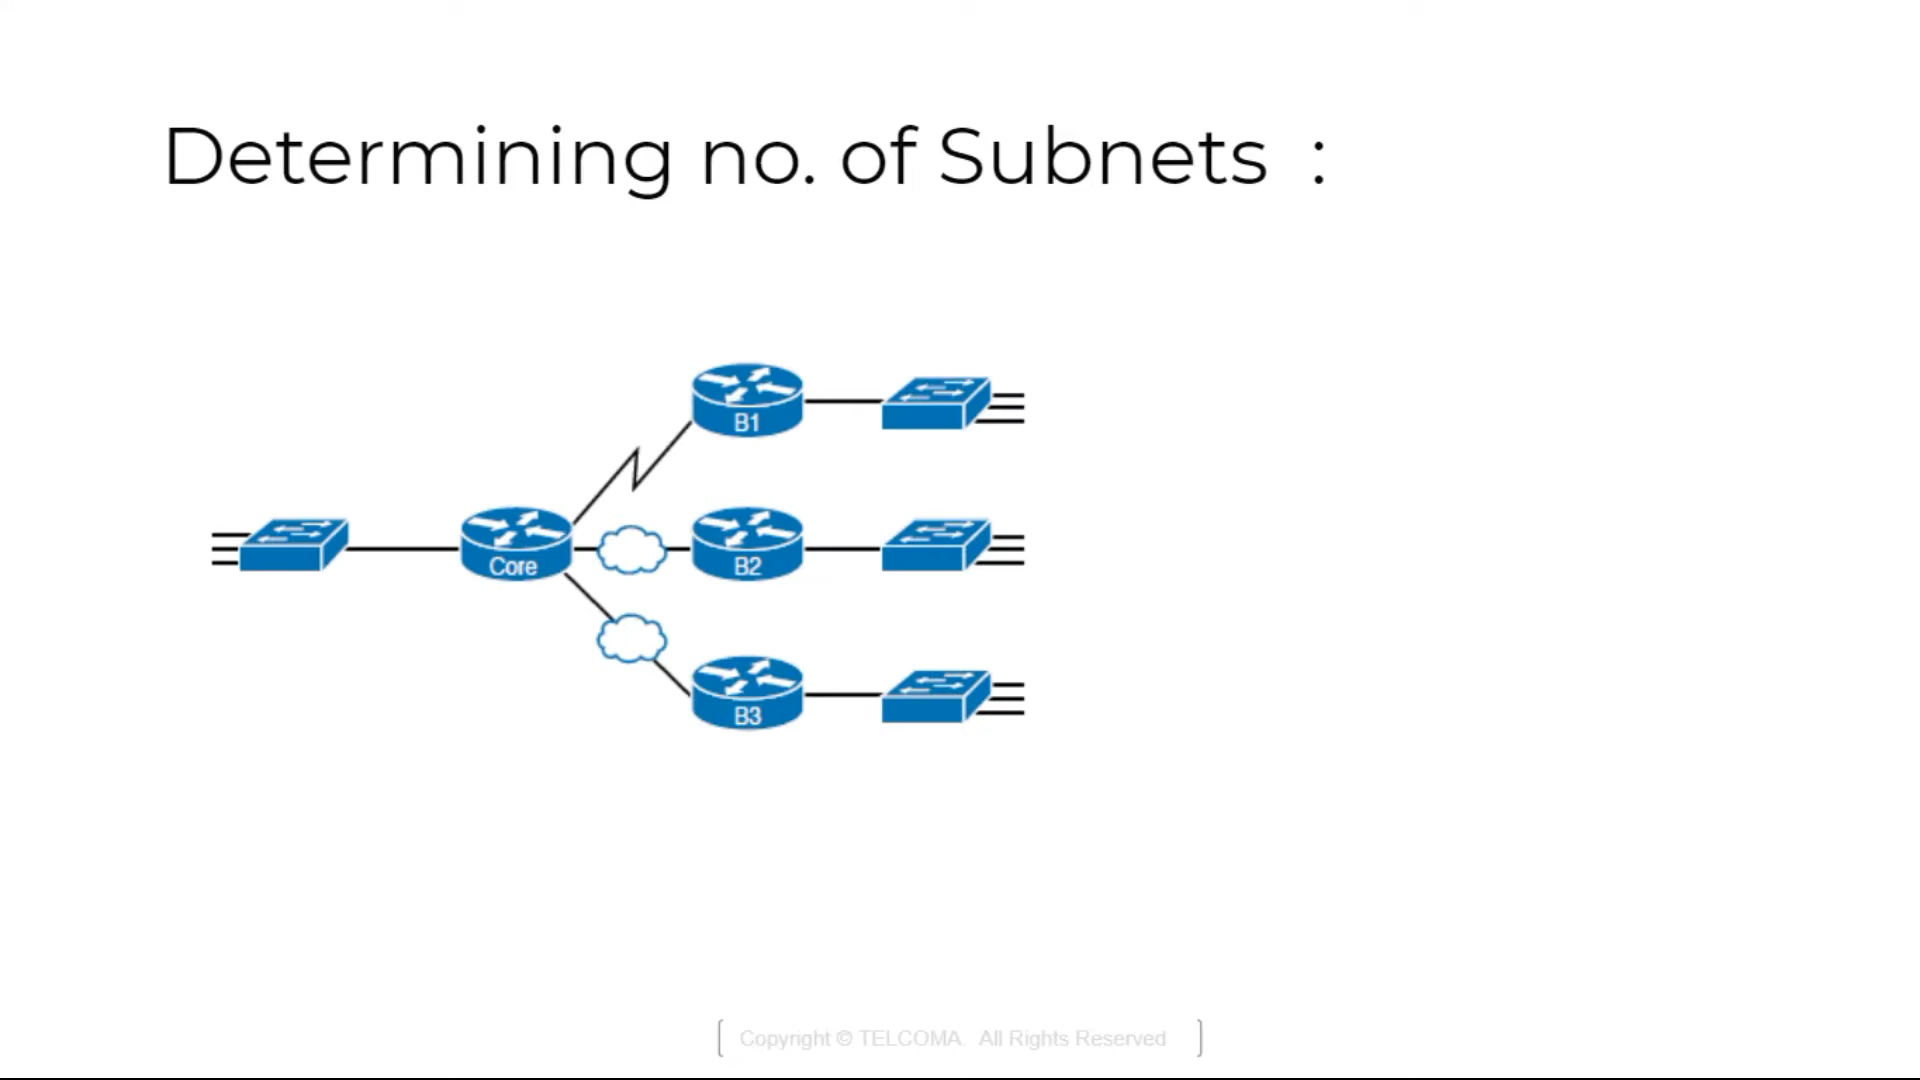 Determining no. of Subnets :
B1
Core
B2
B3
Copyright © TELCOMA. All Rights Reserved